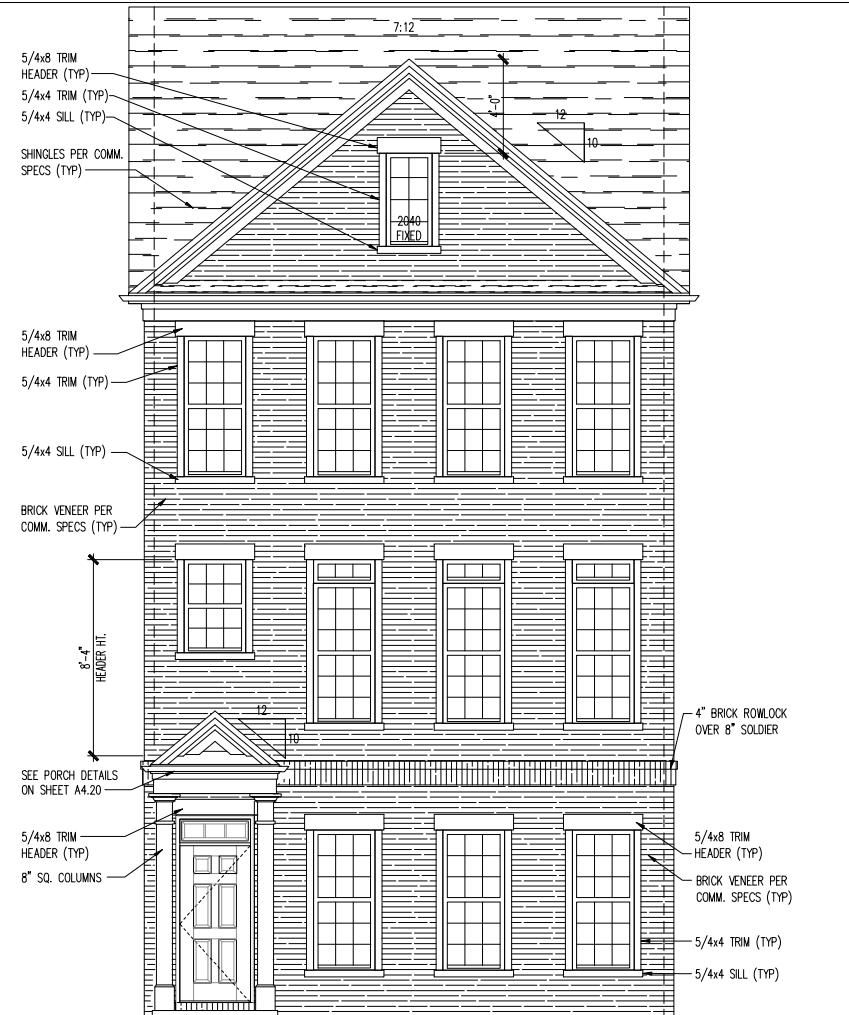 7:12
5/4x8 TRIM
HEADER (TYP)
5/4x4 TRIM (TYP)
5/4x4 SILL (TYP)
4'-0"
12
10
SHINGLES PER COMM.
SPECS (TYP)
2040
FIXED
5/4x8 TRIM
HEADER (TYP)
5/4x4 TRIM (TYP)
5/4x4 SILL (TYP)
BRICK VENEER PER
COMM. SPECS (TYP)
8'-4"
HEADER HT.
12
10
4" BRICK ROWLOCK
OVER 8" SOLDIER
SEE PORCH DETAILS
ON SHEET A4.20
5/4x8 TRIM
HEADER (TYP)
8" SQ. COLUMNS
5/4x8 TRIM
HEADER (TYP)
BRICK VENEER PER
COMM. SPECS (TYP)
5/4x4 TRIM (TYP)
5/4x4 SILL (TYP)